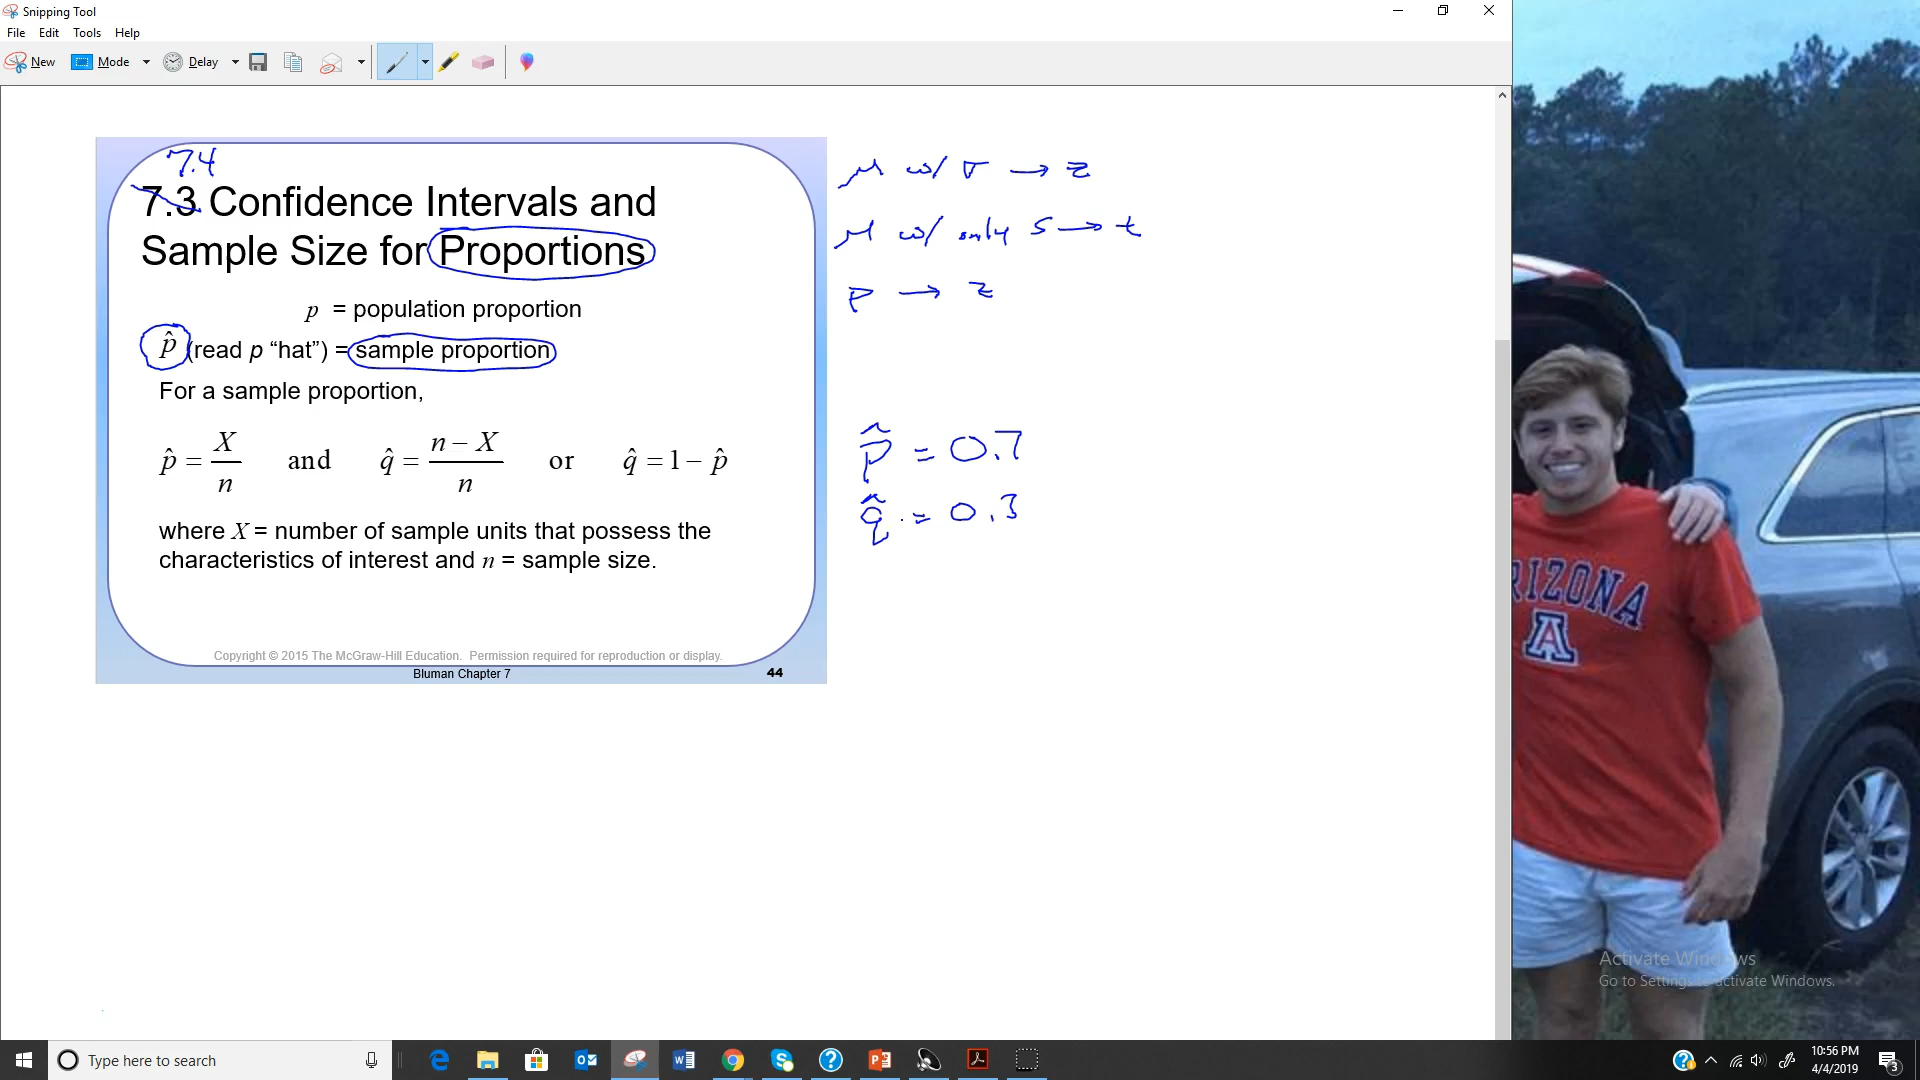 Snipping Tool
File Edit Tools Help
New Mode Delay
7.4
7.3 Confidence Intervals and
Sample Size for Proportions
p = population proportion
p̂ (read p “hat”) = sample proportion
For a sample proportion,
p̂ = X/n and q̂ = n − X/n or q̂ = 1 − p̂
where X = number of sample units that possess the
characteristics of interest and n = sample size.
Copyright © 2015 The McGraw-Hill Education. Permission required for reproduction or display.
Bluman Chapter 7 44
μ w/ σ → z
μ w/ only s → t
p → z
p̂ = 0.7
q̂ = 0.3
RIZONA
A
Activate Windows
Go to Settings to activate Windows.
Type here to search
10:56 PM
4/4/2019
3